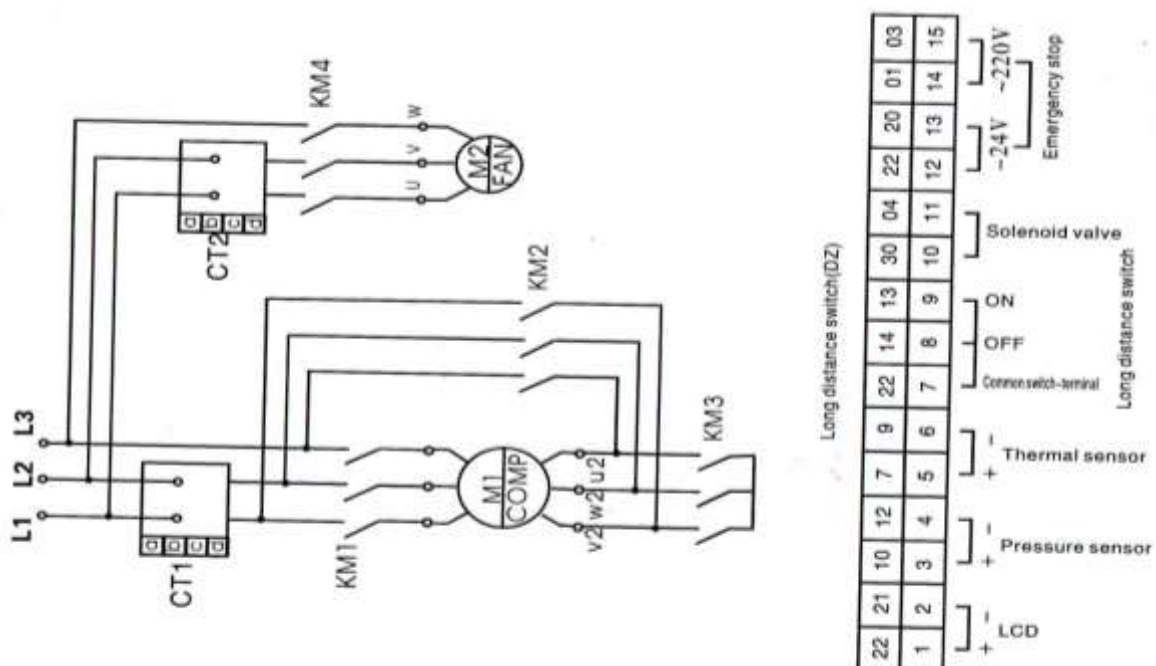 L1
L2
L3
a b c d
CT1
a b c d
CT2
KM4
W
V
U
M2
FAN
KM2
KM1
M1
COMP
u2
w2
v2
KM3
Long distance switch(DZ)
03 15
01 14
20 13
22 12
04 11
30 10
13 9
14 8
22 7
9 6
7 5
12 4
10 3
21 2
22 1
~220V
~24V
Emergency stop
Solenoid valve
ON
OFF
Common switch-terminal
Long distance switch
-
+
Thermal sensor
-
+
Pressure sensor
-
+
LCD